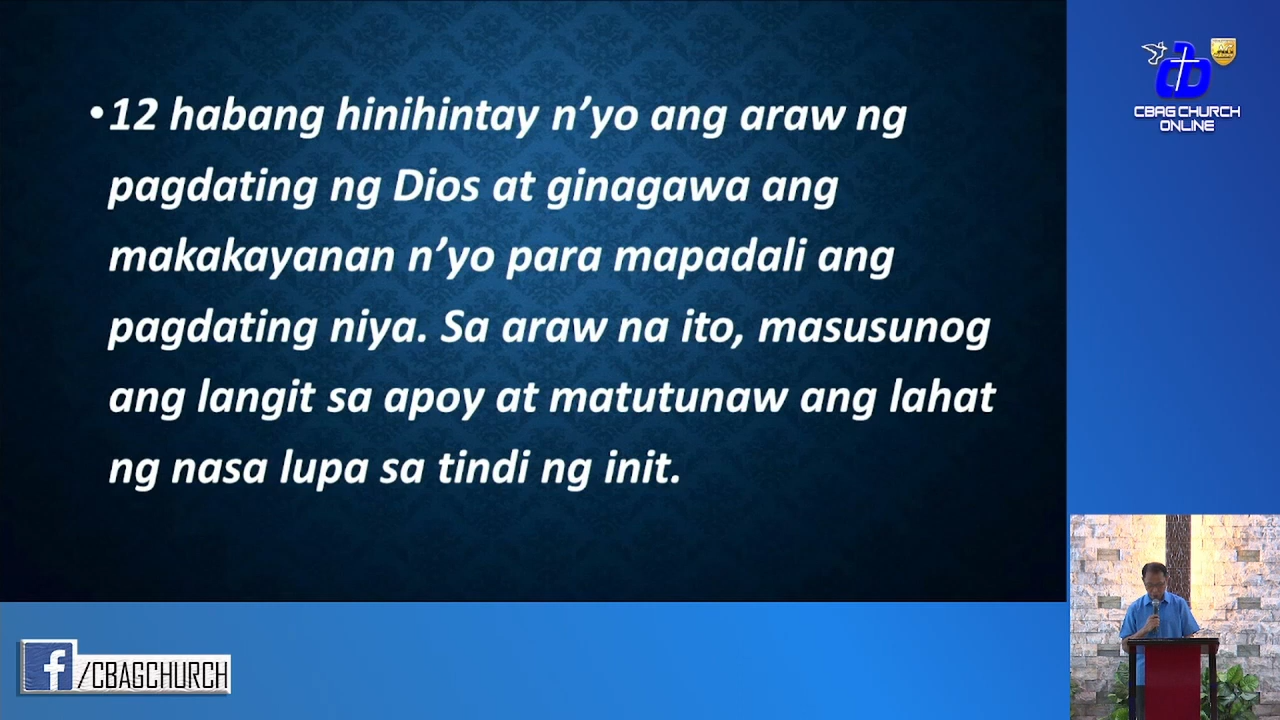 •12 habang hinihintay n’yo ang araw ng
pagdating ng Dios at ginagawa ang
makakayanan n’yo para mapadali ang
pagdating niya. Sa araw na ito, masusunog
ang langit sa apoy at matutunaw ang lahat
ng nasa lupa sa tindi ng init.
CBAG CHURCH
ONLINE
f/CBAGCHURCH